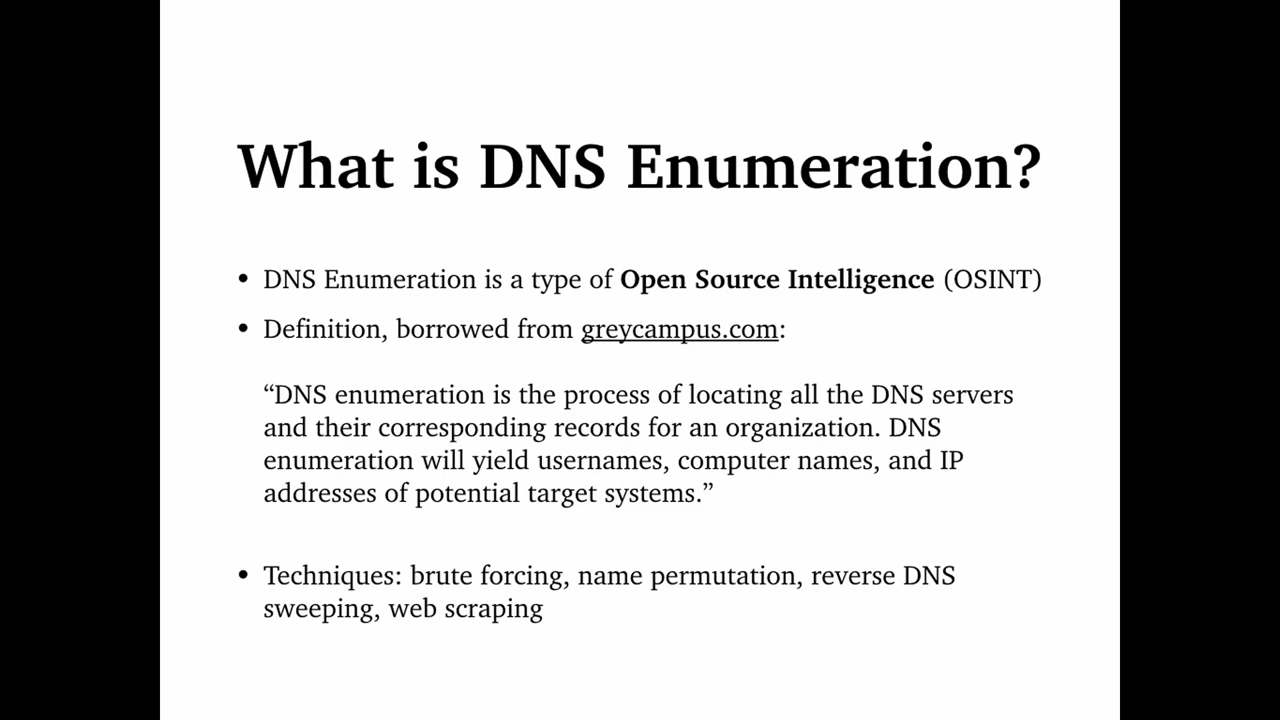 What is DNS Enumeration?
• DNS Enumeration is a type of Open Source Intelligence (OSINT)
• Definition, borrowed from greycampus.com:
“DNS enumeration is the process of locating all the DNS servers
and their corresponding records for an organization. DNS
enumeration will yield usernames, computer names, and IP
addresses of potential target systems.”
• Techniques: brute forcing, name permutation, reverse DNS
sweeping, web scraping